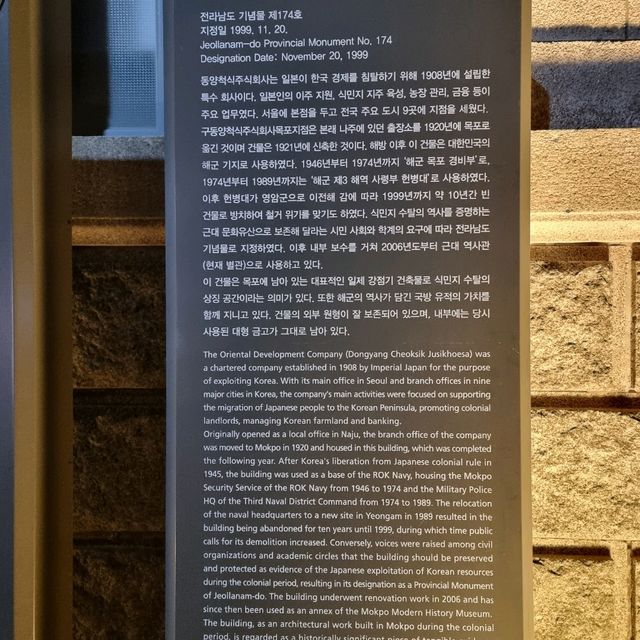 전라남도 기념물 제174호
지정일 1999. 11. 20.
Jeollanam-do Provincial Monument No. 174
Designation Date: November 20, 1999
동양척식주식회사는 일본이 한국 경제를 침탈하기 위해 1908년에 설립한
특수 회사이다. 일본인의 이주 지원, 식민지 지주 육성, 농장 관리, 금융 등이
주요 업무였다. 서울에 본점을 두고 전국 주요 도시 9곳에 지점을 세웠다.
구동양척식주식회사목포지점은 본래 나주에 있던 출장소를 1920년에 목포로
옮긴 것이며 건물은 1921년에 신축한 것이다. 해방 이후 이 건물은 대한민국의
해군 기지로 사용하였다. 1946년부터 1974년까지 ‘해군 목포 경비부’로,
1974년부터 1989년까지는 ‘해군 제3 해역 사령부 헌병대’로 사용하였다.
이후 헌병대가 영암군으로 이전해 감에 따라 1999년까지 약 10년간 빈
건물로 방치하여 철거 위기를 맞기도 하였다. 식민지 수탈의 역사를 증명하는
근대 문화유산으로 보존해 달라는 시민 사회와 학계의 요구에 따라 전라남도
기념물로 지정하였다. 이후 내부 보수를 거쳐 2006년도부터 근대 역사관
(현재 별관)으로 사용하고 있다.
이 건물은 목포에 남아 있는 대표적인 일제 강점기 건축물로 식민지 수탈의
상징 공간이라는 의미가 있다. 또한 해군의 역사가 담긴 국방 유적의 가치를
함께 지니고 있다. 건물의 외부 원형이 잘 보존되어 있으며, 내부에는 당시
사용된 대형 금고가 그대로 남아 있다.
The Oriental Development Company (Dongyang Cheoksik Jusikhoesa) was
a chartered company established in 1908 by Imperial Japan for the purpose
of exploiting Korea. With its main office in Seoul and branch offices in nine
major cities in Korea, the company's main activities were focused on supporting
the migration of Japanese people to the Korean Peninsula, promoting colonial
landlords, managing Korean farmland and banking.
Originally opened as a local office in Naju, the branch office of the company
was moved to Mokpo in 1920 and housed in this building, which was completed
the following year. After Korea's liberation from Japanese colonial rule in
1945, the building was used as a base of the ROK Navy, housing the Mokpo
Security Service of the ROK Navy from 1946 to 1974 and the Military Police
HQ of the Third Naval District Command from 1974 to 1989. The relocation
of the naval headquarters to a new site in Yeongam in 1989 resulted in the
building being abandoned for ten years until 1999, during which time public
calls for its demolition increased. Conversely, voices were raised among civil
organizations and academic circles that the building should be preserved
and protected as evidence of the Japanese exploitation of Korean resources
during the colonial period, resulting in its designation as a Provincial Monument
of Jeollanam-do. The building underwent renovation work in 2006 and has
since then been used as an annex of the Mokpo Modern History Museum.
The building, as an architectural work built in Mokpo during the colonial
period, is regarded as a historically significant piece of